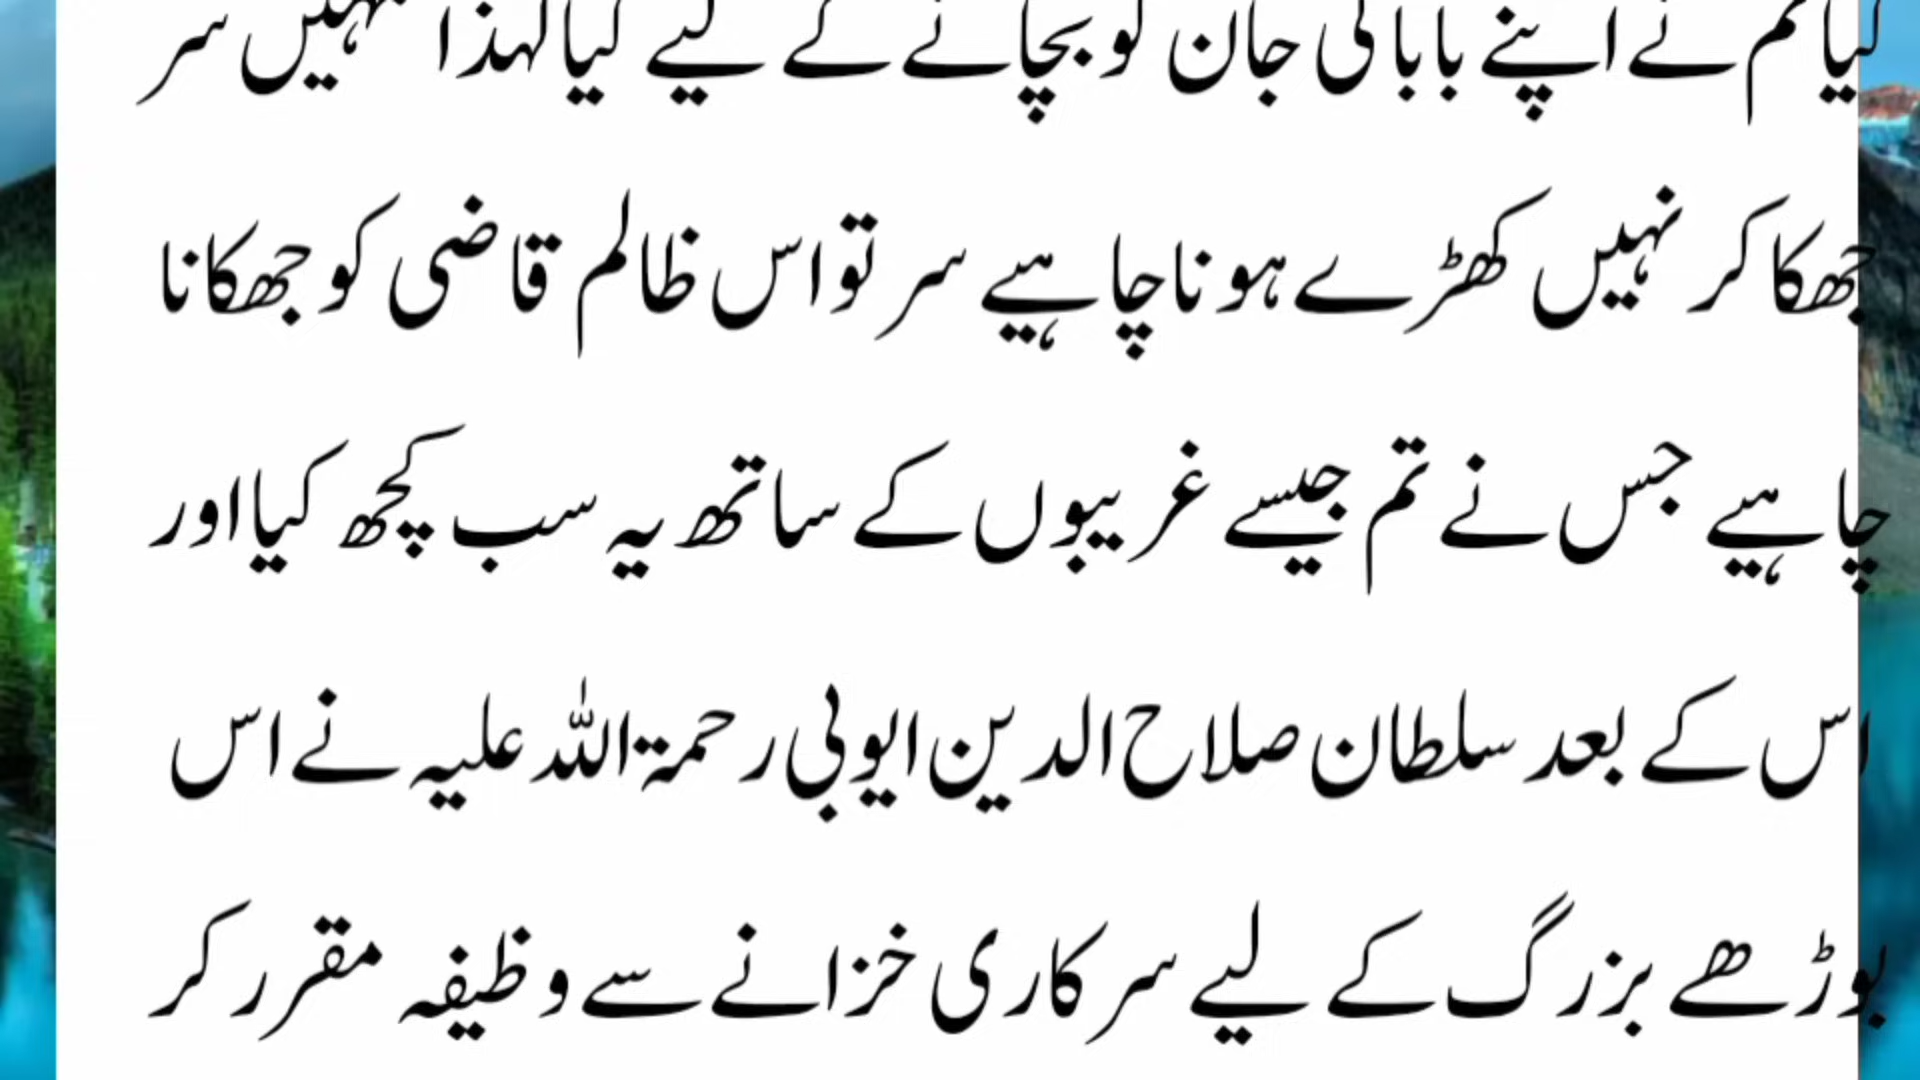 کیا تم نے اپنے بابا کی جان کو بچانے کے لیے کیا لہذا تمہیں سر
جھکا کر نہیں کھڑے ہونا چاہیے سر تو اس ظالم قاضی کو جھکانا
چاہیے جس نے تم جیسے غریبوں کے ساتھ یہ سب کچھ کیا اور
اس کے بعد سلطان صلاح الدین ایوبی رحمۃ اللہ علیہ نے اس
بوڑھے بزرگ کے لیے سرکاری خزانے سے وظیفہ مقرر کر